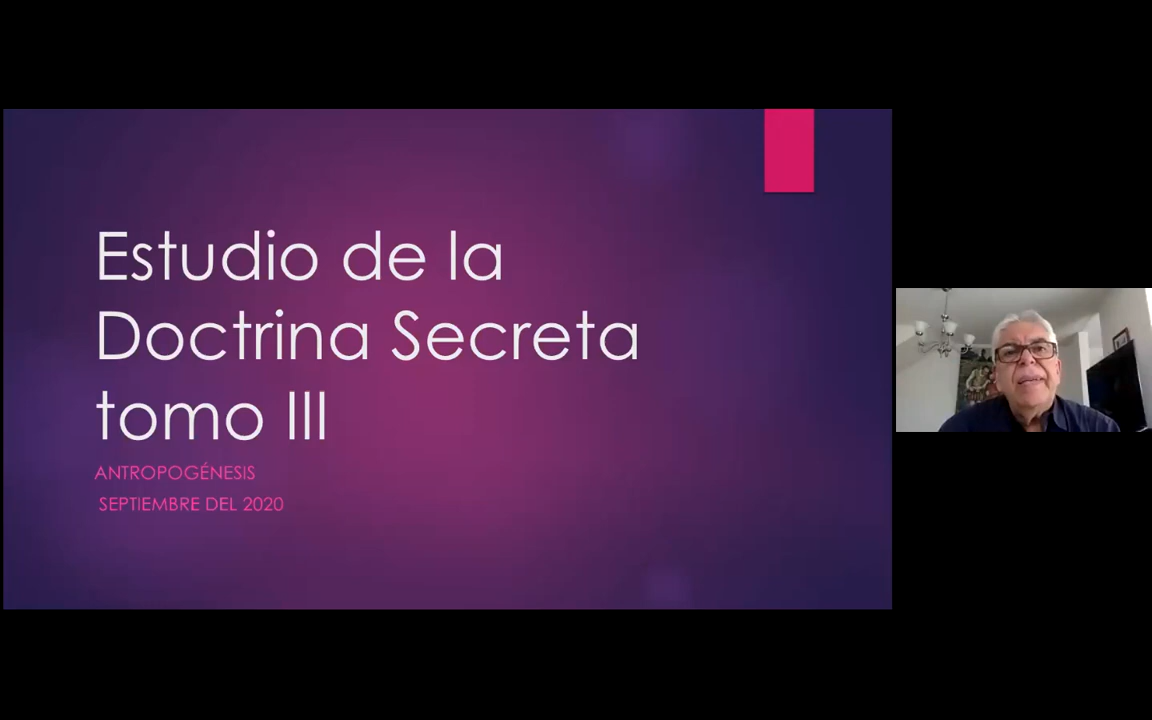 Estudio de la
Doctrina Secreta
tomo III
ANTROPOGÉNESIS
SEPTIEMBRE DEL 2020